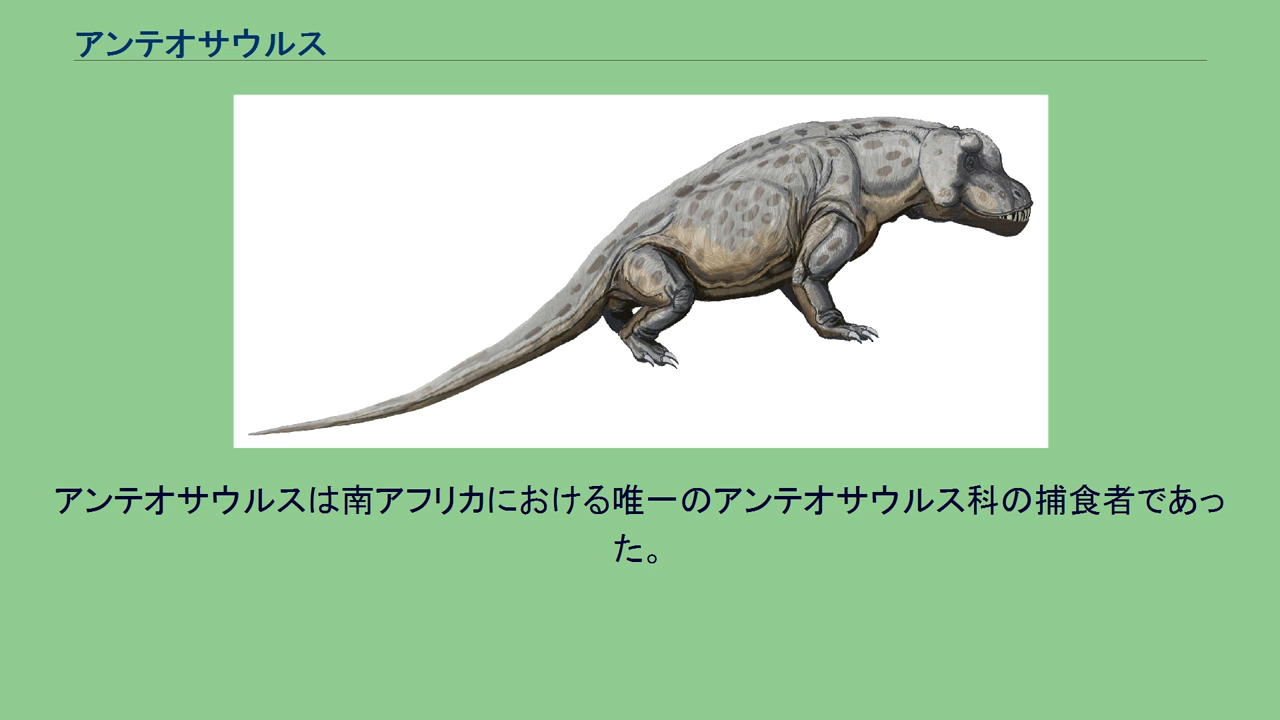 アンテオサウルス
アンテオサウルスは南アフリカにおける唯一のアンテオサウルス科の捕食者であっ
た。